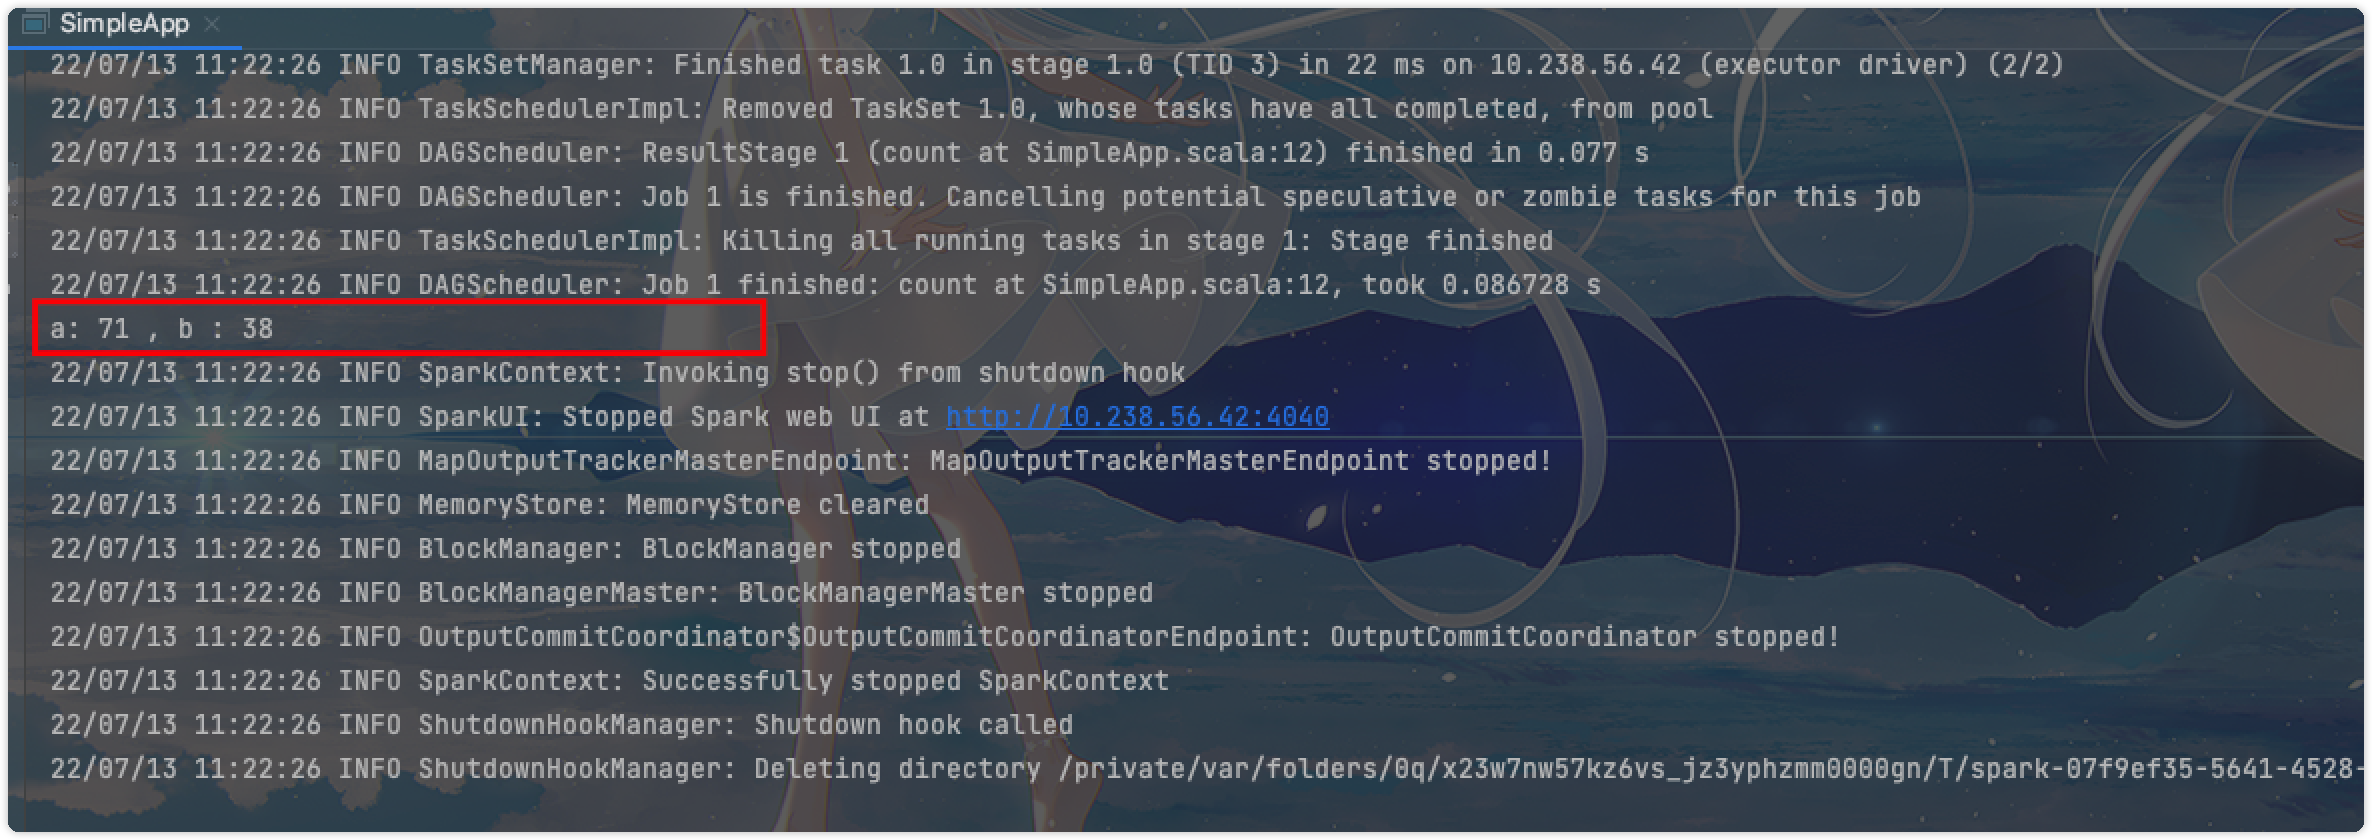 SimpleApp
22/07/13 11:22:26 INFO TaskSetManager: Finished task 1.0 in stage 1.0 (TID 3) in 22 ms on 10.238.56.42 (executor driver) (2/2)
22/07/13 11:22:26 INFO TaskSchedulerImpl: Removed TaskSet 1.0, whose tasks have all completed, from pool
22/07/13 11:22:26 INFO DAGScheduler: ResultStage 1 (count at SimpleApp.scala:12) finished in 0.077 s
22/07/13 11:22:26 INFO DAGScheduler: Job 1 is finished. Cancelling potential speculative or zombie tasks for this job
22/07/13 11:22:26 INFO TaskSchedulerImpl: Killing all running tasks in stage 1: Stage finished
22/07/13 11:22:26 INFO DAGScheduler: Job 1 finished: count at SimpleApp.scala:12, took 0.086728 s
a: 71 , b : 38
22/07/13 11:22:26 INFO SparkContext: Invoking stop() from shutdown hook
22/07/13 11:22:26 INFO SparkUI: Stopped Spark web UI at http://10.238.56.42:4040
22/07/13 11:22:26 INFO MapOutputTrackerMasterEndpoint: MapOutputTrackerMasterEndpoint stopped!
22/07/13 11:22:26 INFO MemoryStore: MemoryStore cleared
22/07/13 11:22:26 INFO BlockManager: BlockManager stopped
22/07/13 11:22:26 INFO BlockManagerMaster: BlockManagerMaster stopped
22/07/13 11:22:26 INFO OutputCommitCoordinator$OutputCommitCoordinatorEndpoint: OutputCommitCoordinator stopped!
22/07/13 11:22:26 INFO SparkContext: Successfully stopped SparkContext
22/07/13 11:22:26 INFO ShutdownHookManager: Shutdown hook called
22/07/13 11:22:26 INFO ShutdownHookManager: Deleting directory /private/var/folders/0q/x23w7nw57kz6vs_jz3yphzmm0000gn/T/spark-07f9ef35-5641-4528-